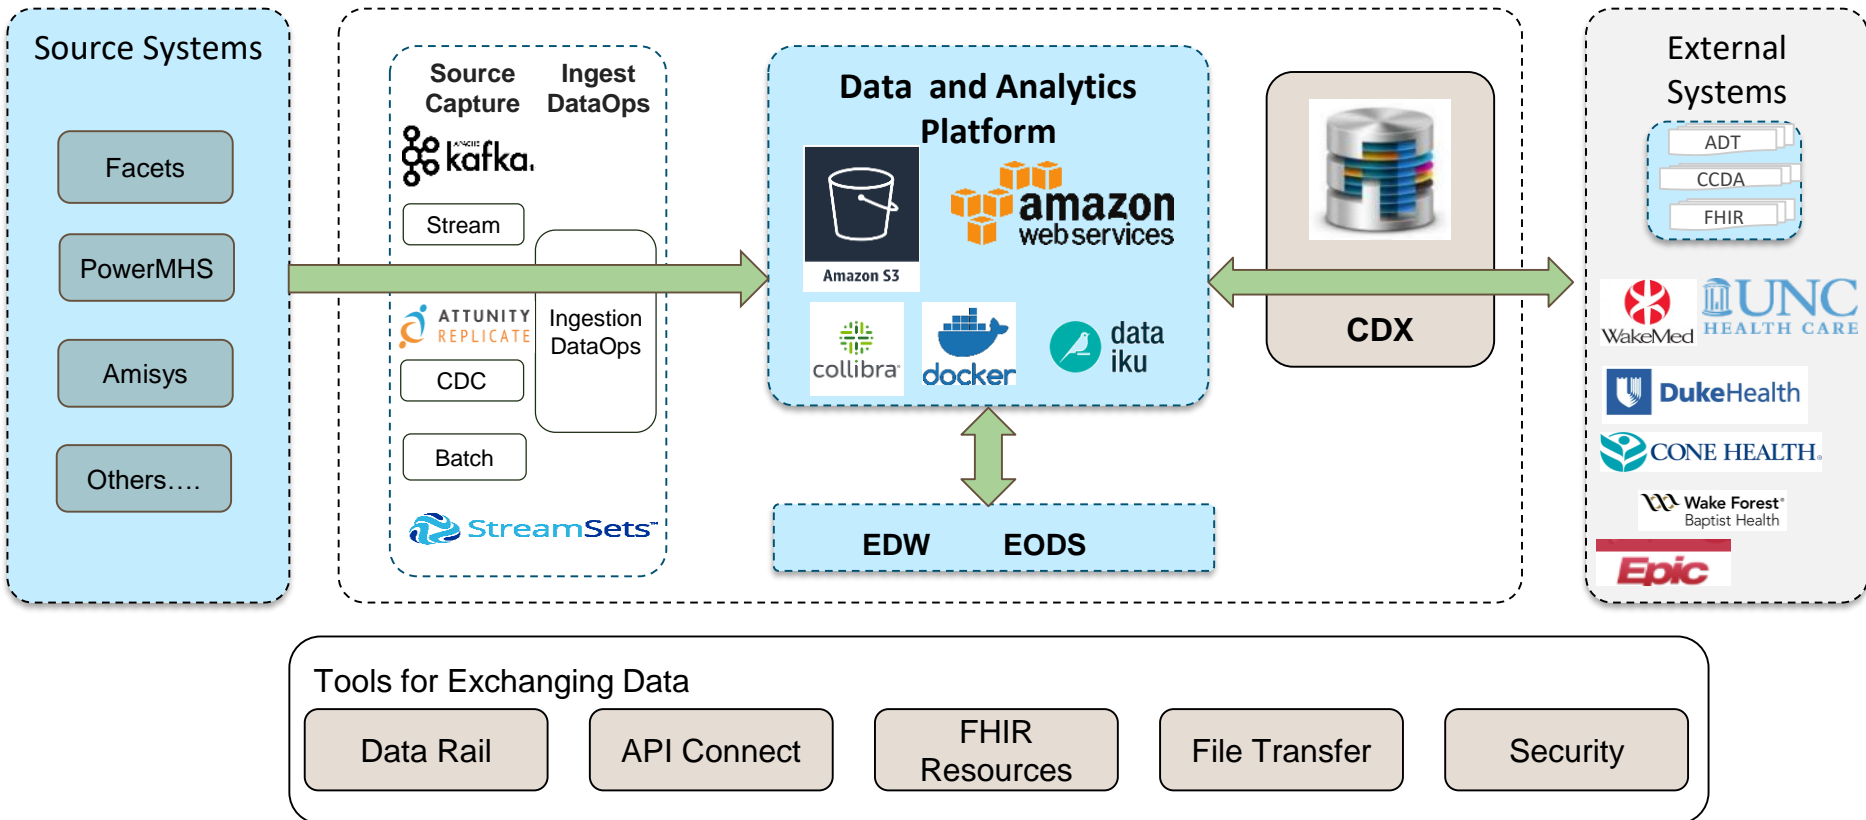 Source Systems
Facets
PowerMHS
Amisys
Others....
Source
Capture
Ingest
DataOps
APACHE
kafka.
Stream
ATTUNITY
REPLICATE
CDC
Batch
Ingestion
DataOps
StreamSets™
Data and Analytics
Platform
Amazon S3
amazon
web services
collibra
docker
data
iku
EDW EODS
CDX
External
Systems
ADT
CCDA
FHIR
WakeMed
UNC
HEALTH CARE
DukeHealth
CONE HEALTH®
Wake Forest®
Baptist Health
Epic
Tools for Exchanging Data
Data Rail
API Connect
FHIR
Resources
File Transfer
Security